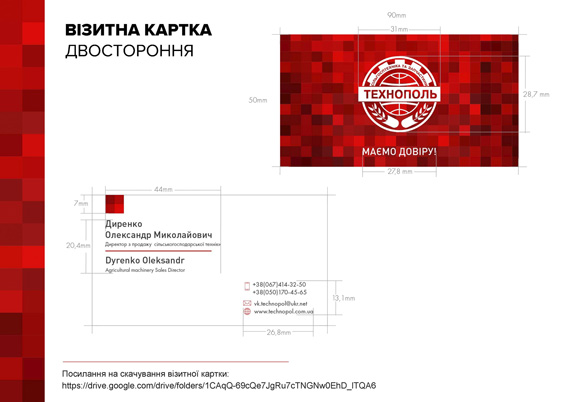 ВІЗИТНА КАРТКА
ДВОСТОРОННЯ
90mm
31mm
50mm
28,7 mm
ТЕХНОПОЛЬ
МАЄМО ДОВІРУ!
27,8 mm
44mm
7mm
20,4mm
Диренко
Олександр Миколайович
Директор з продажу сільськогосподарської техніки
Dyrenko Oleksandr
Agricultural machinery Sales Director
+38(067)414-32-50
+38(050)170-45-65
vk.technopol@ukr.net
www.technopol.com.ua
13,1mm
26,8mm
Посилання на скачування візитної картки:
https://drive.google.com/drive/folders/1CAqQ-69cQe7JgRu7cTNGNw0EhD_lTQA6